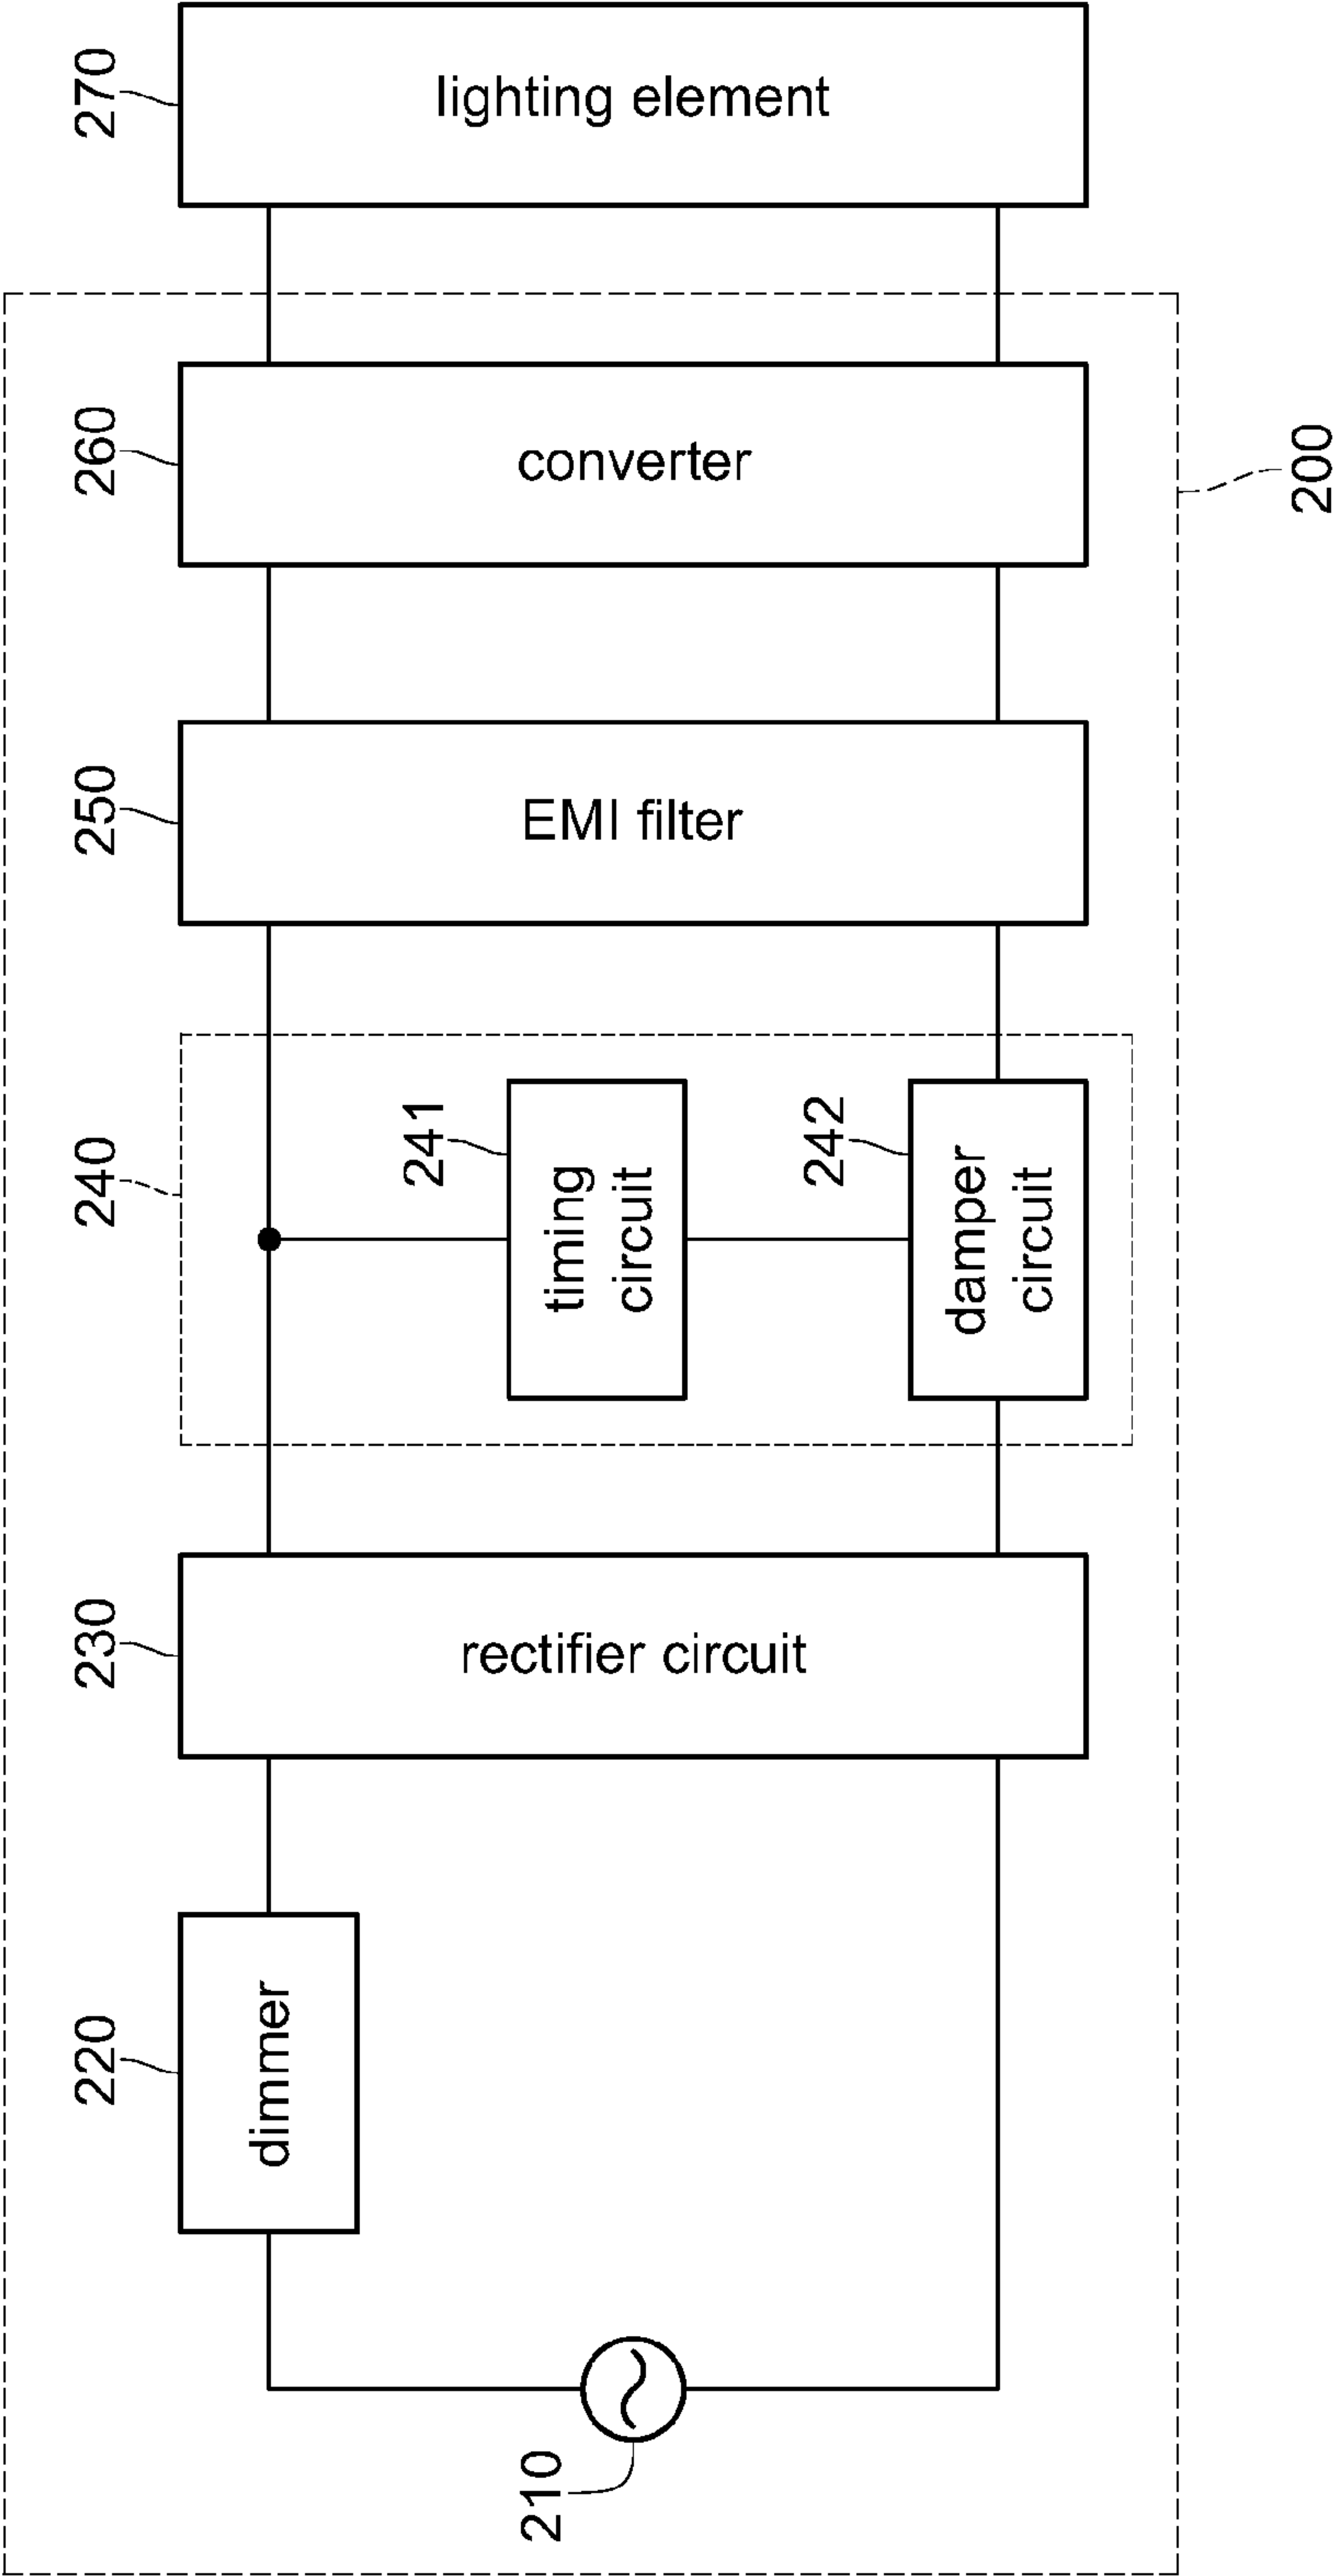 270
lighting element
260
converter
200
250
EMI filter
240
241
timing
circuit
242
damper
circuit
230
rectifier circuit
220
dimmer
210